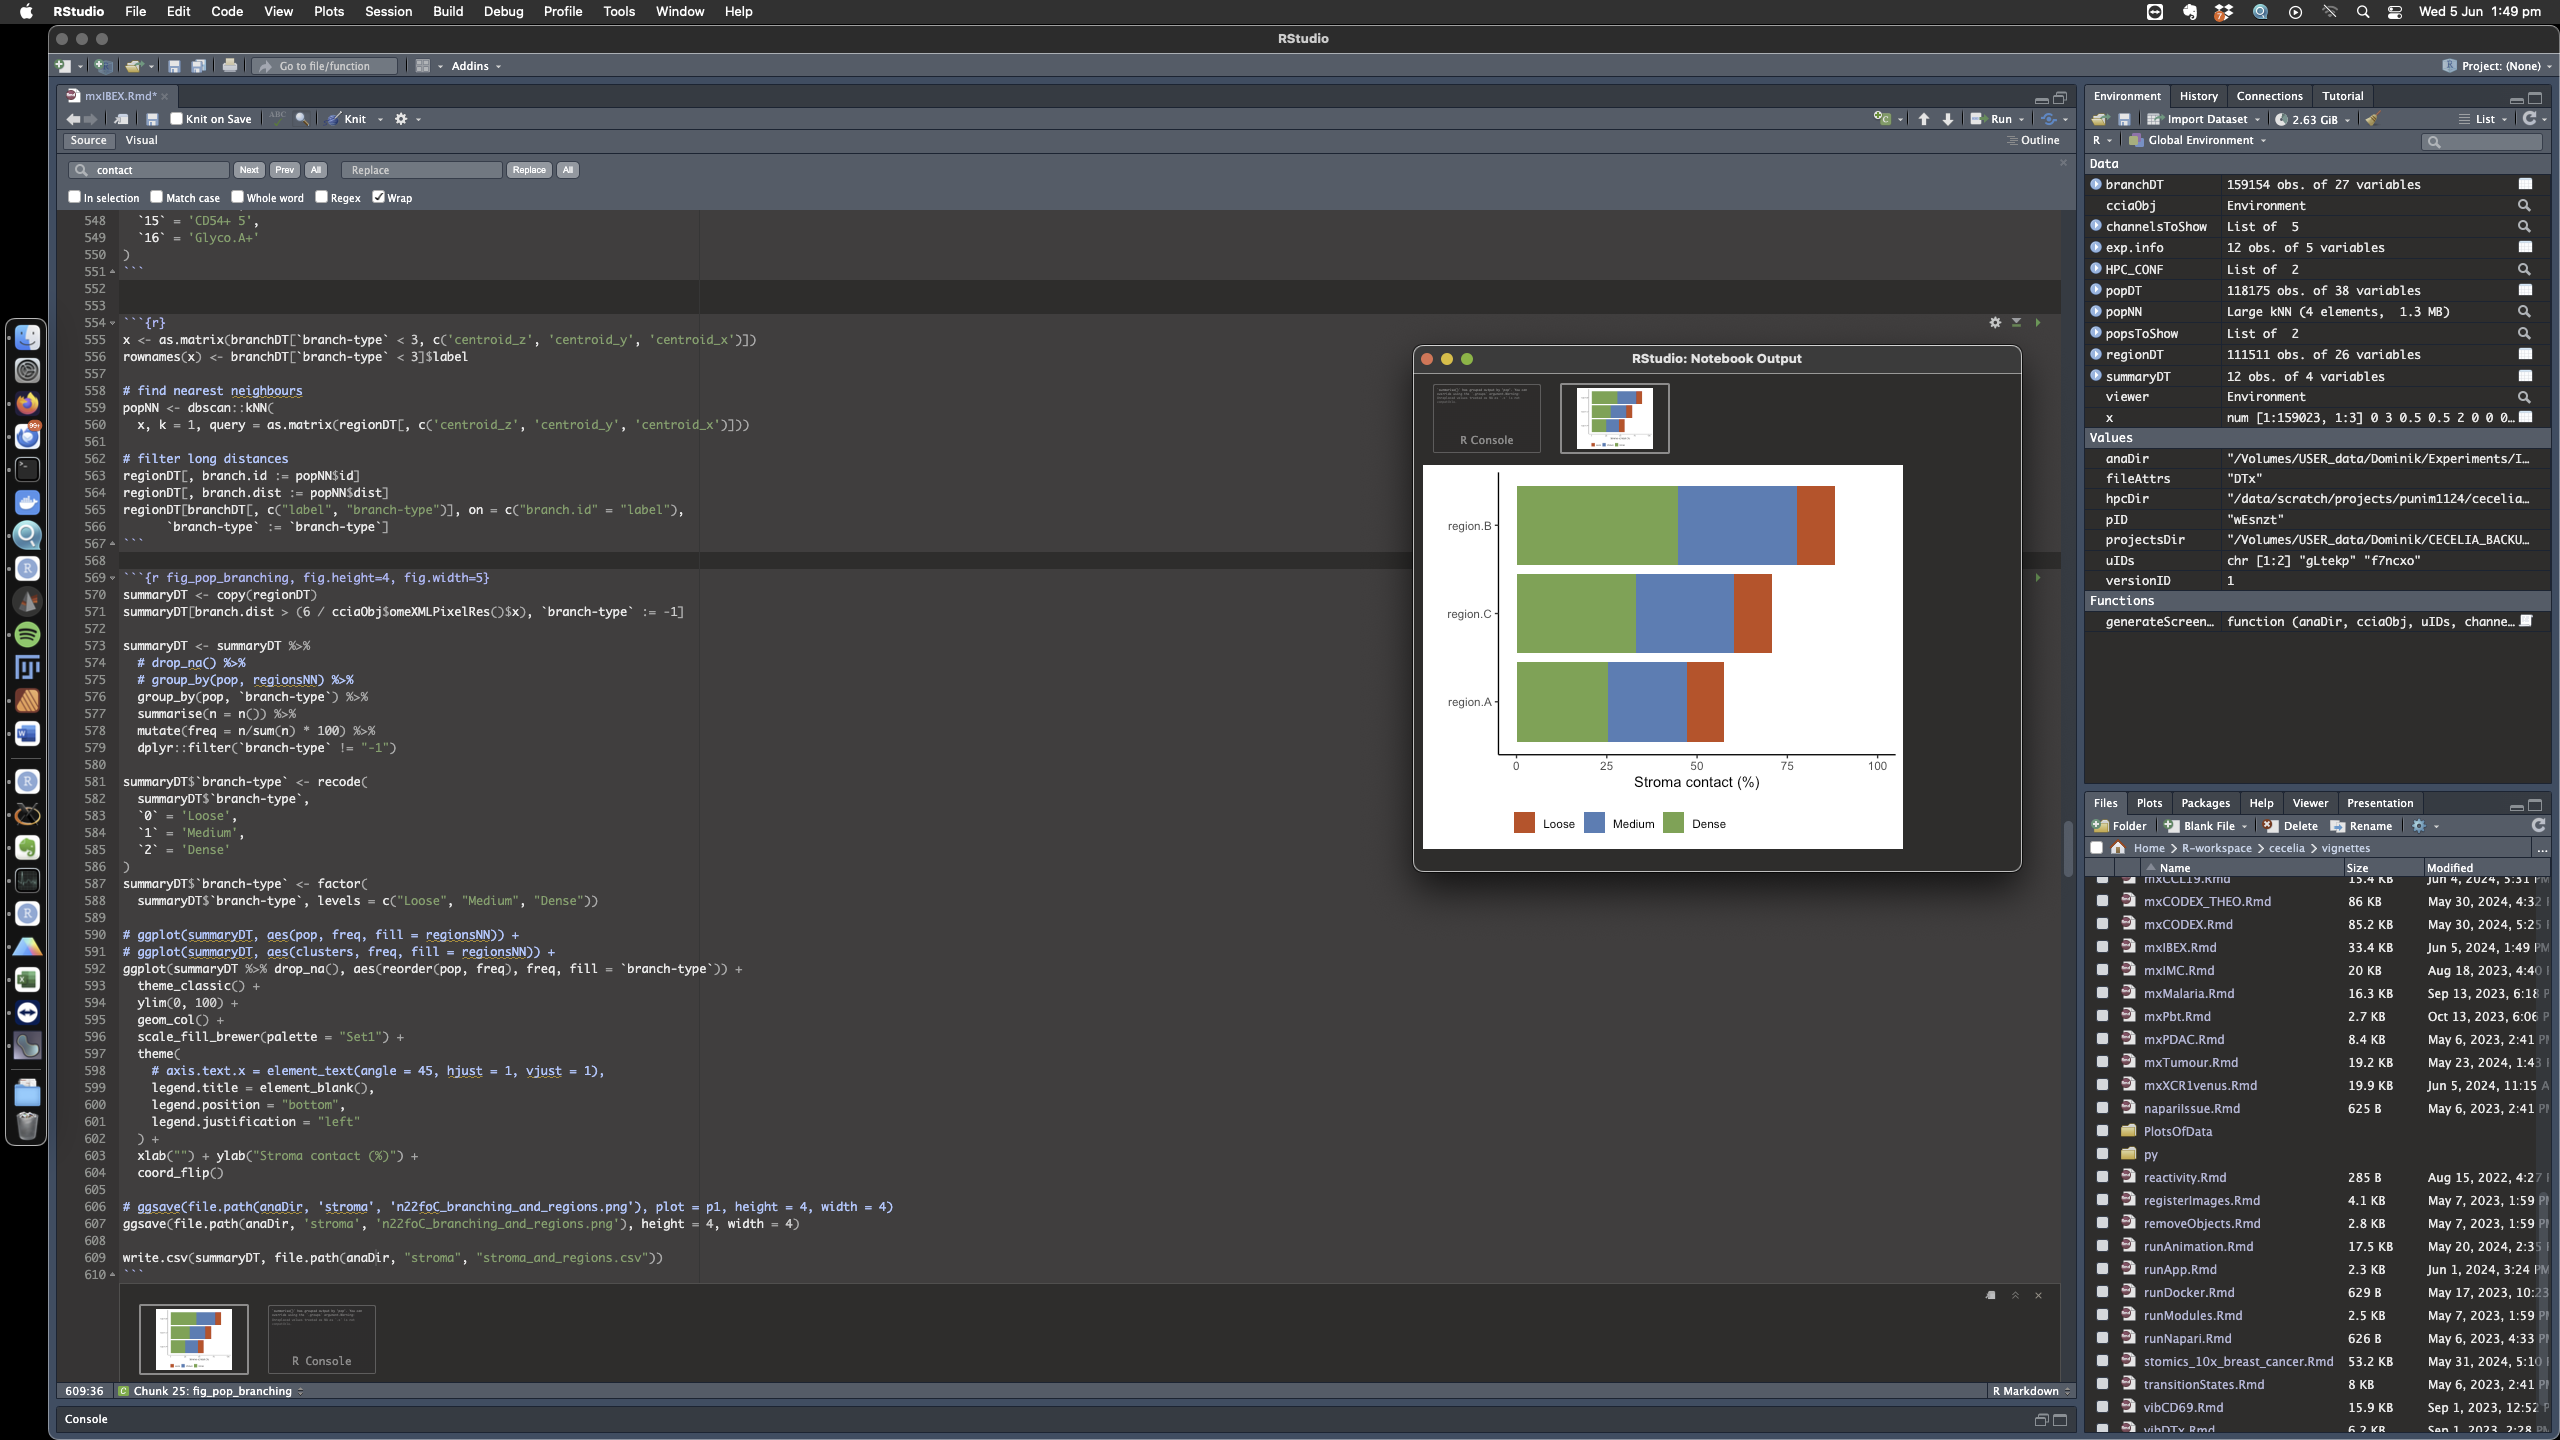 RStudio File Edit Code View Plots Session Build Debug Profile Tools Window Help
Wed 5 Jun 1:49 pm
RStudio
Go to file/function
Addins
Project: (None)
mxIBEX.Rmd*
Knit on Save
ABC
Knit
Run
Source
Visual
Outline
contact
Next
Prev
All
Replace
Replace
All
In selection
Match case
Whole word
Regex
Wrap
548 `15` = 'CD54+ 5',
549 `16` = 'Glyco.A+'
550 )
551 ```
552
553
554 ```{r}
555 x <- as.matrix(branchDT[`branch-type` < 3, c('centroid_z', 'centroid_y', 'centroid_x')])
556 rownames(x) <- branchDT[`branch-type` < 3]$label
557
558 # find nearest neighbours
559 popNN <- dbscan::kNN(
560 x, k = 1, query = as.matrix(regionDT[, c('centroid_z', 'centroid_y', 'centroid_x')]))
561
562 # filter long distances
563 regionDT[, branch.id := popNN$id]
564 regionDT[, branch.dist := popNN$dist]
565 regionDT[branchDT[, c("label", "branch-type")], on = c("branch.id" = "label"),
566 `branch-type` := `branch-type`]
567 ```
568
569 ```{r fig_pop_branching, fig.height=4, fig.width=5}
570 summaryDT <- copy(regionDT)
571 summaryDT[branch.dist > (6 / cciaObj$omeXMLPixelRes()$x), `branch-type` := -1]
572
573 summaryDT <- summaryDT %>%
574 # drop_na() %>%
575 # group_by(pop, regionsNN) %>%
576 group_by(pop, `branch-type`) %>%
577 summarise(n = n()) %>%
578 mutate(freq = n/sum(n) * 100) %>%
579 dplyr::filter(`branch-type` != "-1")
580
581 summaryDT$`branch-type` <- recode(
582 summaryDT$`branch-type`,
583 `0` = 'Loose',
584 `1` = 'Medium',
585 `2` = 'Dense'
586 )
587 summaryDT$`branch-type` <- factor(
588 summaryDT$`branch-type`, levels = c("Loose", "Medium", "Dense"))
589
590 # ggplot(summaryDT, aes(pop, freq, fill = regionsNN)) +
591 # ggplot(summaryDT, aes(clusters, freq, fill = regionsNN)) +
592 ggplot(summaryDT %>% drop_na(), aes(reorder(pop, freq), freq, fill = `branch-type`)) +
593 theme_classic() +
594 ylim(0, 100) +
595 geom_col() +
596 scale_fill_brewer(palette = "Set1") +
597 theme(
598 # axis.text.x = element_text(angle = 45, hjust = 1, vjust = 1),
599 legend.title = element_blank(),
600 legend.position = "bottom",
601 legend.justification = "left"
602 ) +
603 xlab("") + ylab("Stroma contact (%)") +
604 coord_flip()
605
606 # ggsave(file.path(anaDir, 'stroma', 'n22foC_branching_and_regions.png'), plot = p1, height = 4, width = 4)
607 ggsave(file.path(anaDir, 'stroma', 'n22foC_branching_and_regions.png'), height = 4, width = 4)
608
609 write.csv(summaryDT, file.path(anaDir, "stroma", "stroma_and_regions.csv"))
610 ```
R Console
609:36
Chunk 25: fig_pop_branching
R Markdown
Console
RStudio: Notebook Output
R Console
region.B
region.C
region.A
0 25 50 75 100
Stroma contact (%)
Loose Medium Dense
Environment History Connections Tutorial
Import Dataset
2.63 GiB
List
R
Global Environment
Data
branchDT 159154 obs. of 27 variables
cciaObj Environment
channelsToShow List of 5
exp.info 12 obs. of 5 variables
HPC_CONF List of 2
popDT 118175 obs. of 38 variables
popNN Large kNN (4 elements, 1.3 MB)
popsToShow List of 2
regionDT 111511 obs. of 26 variables
summaryDT 12 obs. of 4 variables
viewer Environment
x num [1:159023, 1:3] 0 3 0.5 0.5 2 0 0 0...
Values
anaDir "/Volumes/USER_data/Dominik/Experiments/I...
fileAttrs "DTx"
hpcDir "/data/scratch/projects/punim1124/cecelia...
pID "wEsnzt"
projectsDir "/Volumes/USER_data/Dominik/CECELIA_BACKU...
uIDs chr [1:2] "gLtekp" "f7ncxo"
versionID 1
Functions
generateScreen... function (anaDir, cciaObj, uIDs, channe...
Files Plots Packages Help Viewer Presentation
Folder Blank File Delete Rename
Home R-workspace cecelia vignettes
...
Name Size Modified
mxCCL19.Rmd 15.4 KB Jun 4, 2024, 5:31 PM
mxCODEX_THEO.Rmd 86 KB May 30, 2024, 4:32
mxCODEX.Rmd 85.2 KB May 30, 2024, 5:25
mxIBEX.Rmd 33.4 KB Jun 5, 2024, 1:49 PM
mxIMC.Rmd 20 KB Aug 18, 2023, 4:40
mxMalaria.Rmd 16.3 KB Sep 13, 2023, 6:18 P
mxPbt.Rmd 2.7 KB Oct 13, 2023, 6:06 P
mxPDAC.Rmd 8.4 KB May 6, 2023, 2:41 P
mxTumour.Rmd 19.2 KB May 23, 2024, 1:43
mxXCR1venus.Rmd 19.9 KB Jun 5, 2024, 11:15 A
napariIssue.Rmd 625 B May 6, 2023, 2:41 P
PlotsOfData
py
reactivity.Rmd 285 B Aug 15, 2022, 4:27
registerImages.Rmd 4.1 KB May 7, 2023, 1:59 P
removeObjects.Rmd 2.8 KB May 7, 2023, 1:59 P
runAnimation.Rmd 17.5 KB May 20, 2024, 2:35
runApp.Rmd 2.3 KB Jun 1, 2024, 3:24 PM
runDocker.Rmd 629 B May 17, 2023, 10:23
runModules.Rmd 2.5 KB May 7, 2023, 1:59 P
runNapari.Rmd 626 B May 6, 2023, 4:33 P
stomics_10x_breast_cancer.Rmd 53.2 KB May 31, 2024, 5:10
transitionStates.Rmd 8 KB May 6, 2023, 2:41 P
vibCD69.Rmd 15.9 KB Sep 1, 2023, 12:52
vibDTx.Rmd 6.2 KB Sep 1, 2023, 2:28 P